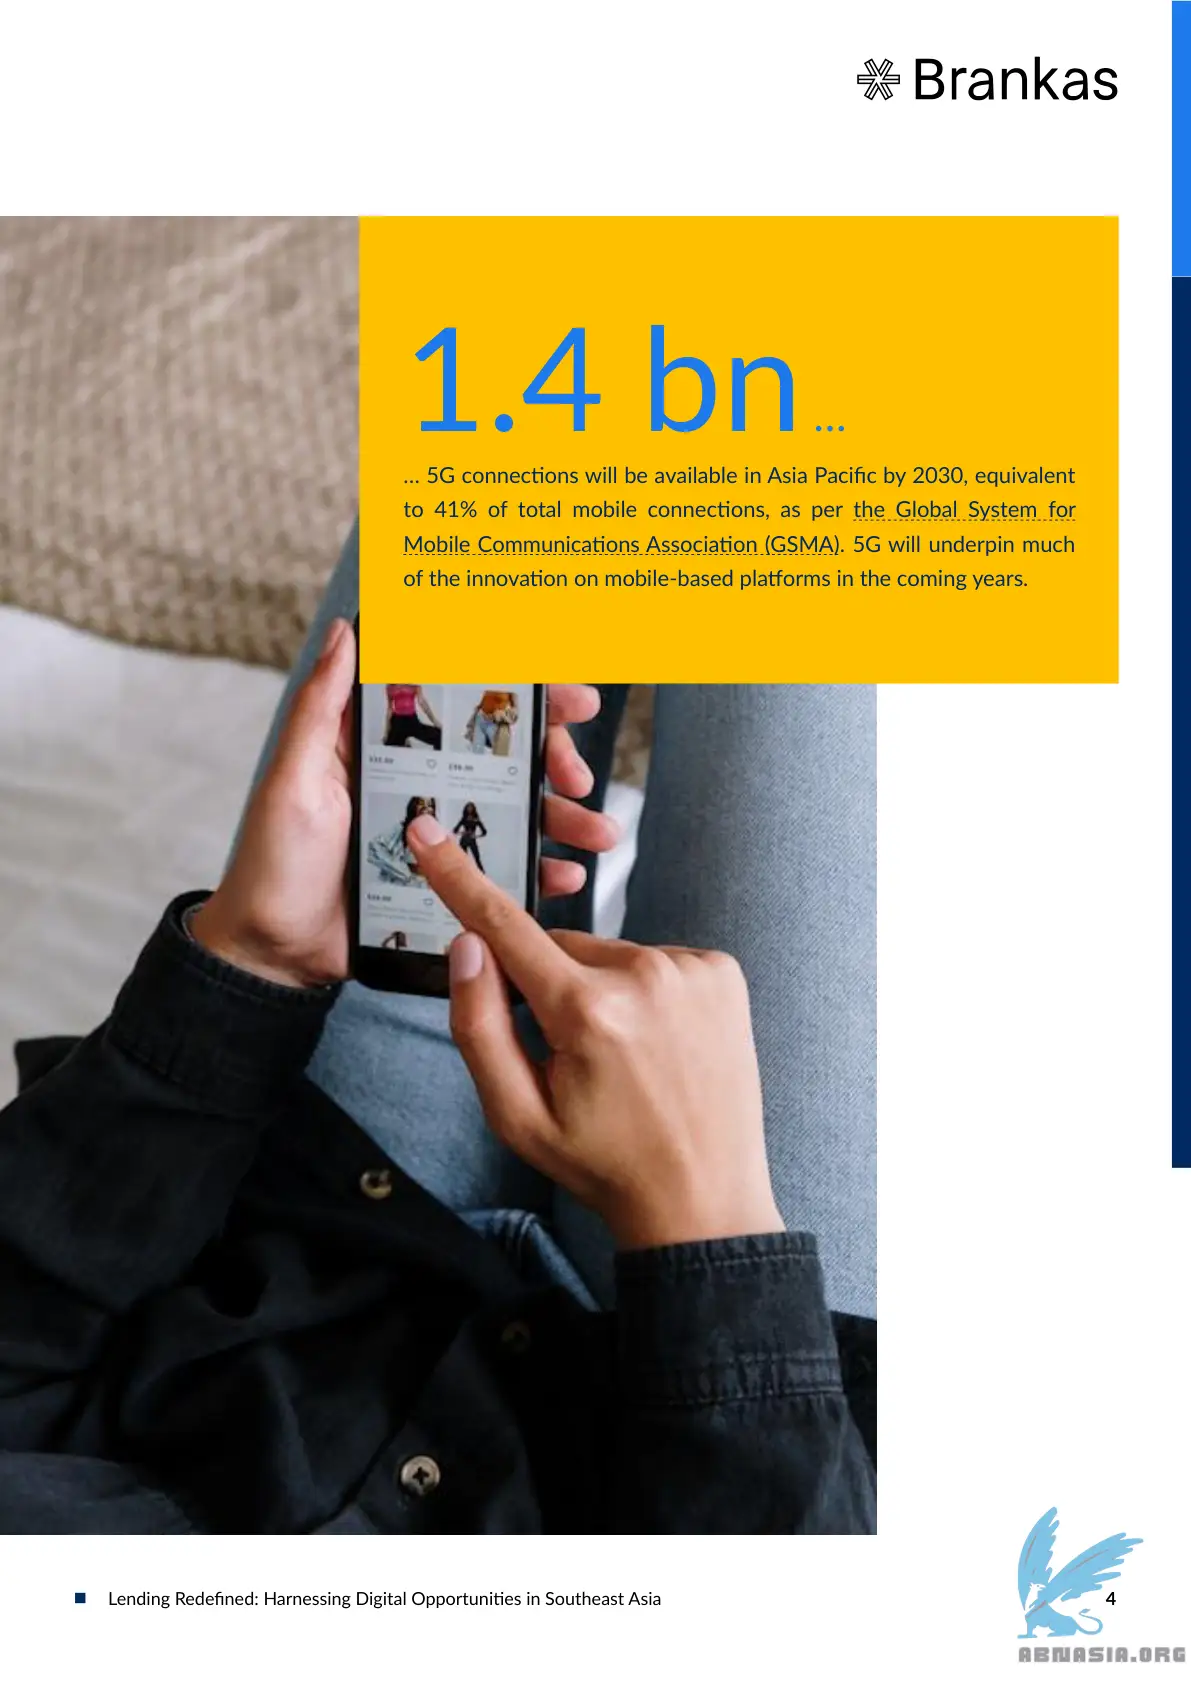 Brankas
1.4 bn ...
... 5G connections will be available in Asia Pacific by 2030, equivalent
to 41% of total mobile connections, as per the Global System for
Mobile Communications Association (GSMA). 5G will underpin much
of the innovation on mobile-based platforms in the coming years.
Lending Redefined: Harnessing Digital Opportunities in Southeast Asia
4
ABNASIA.ORG